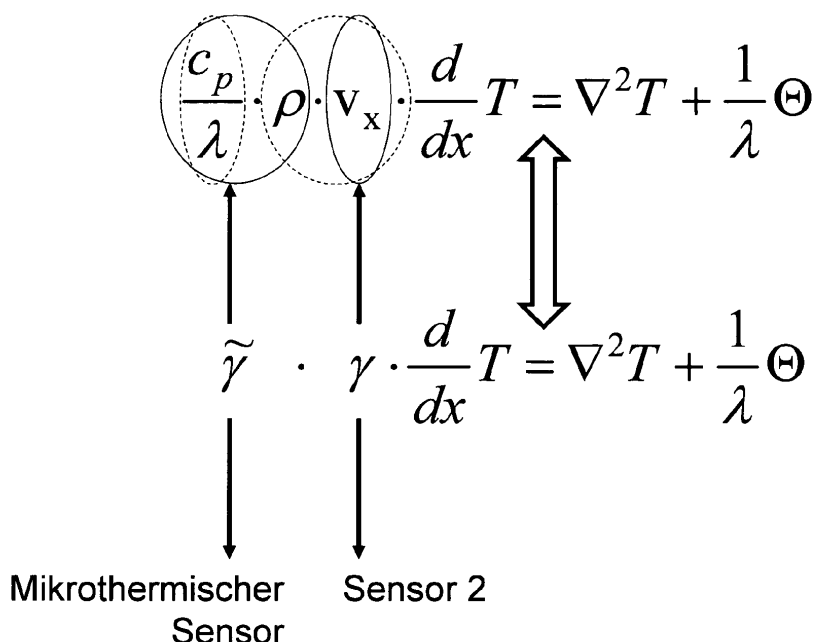 c_p/λ · ρ · v_x · d/dx T = ∇²T + 1/λ Θ
γ̃ · γ · d/dx T = ∇²T + 1/λ Θ
Mikrothermischer Sensor 2
Sensor